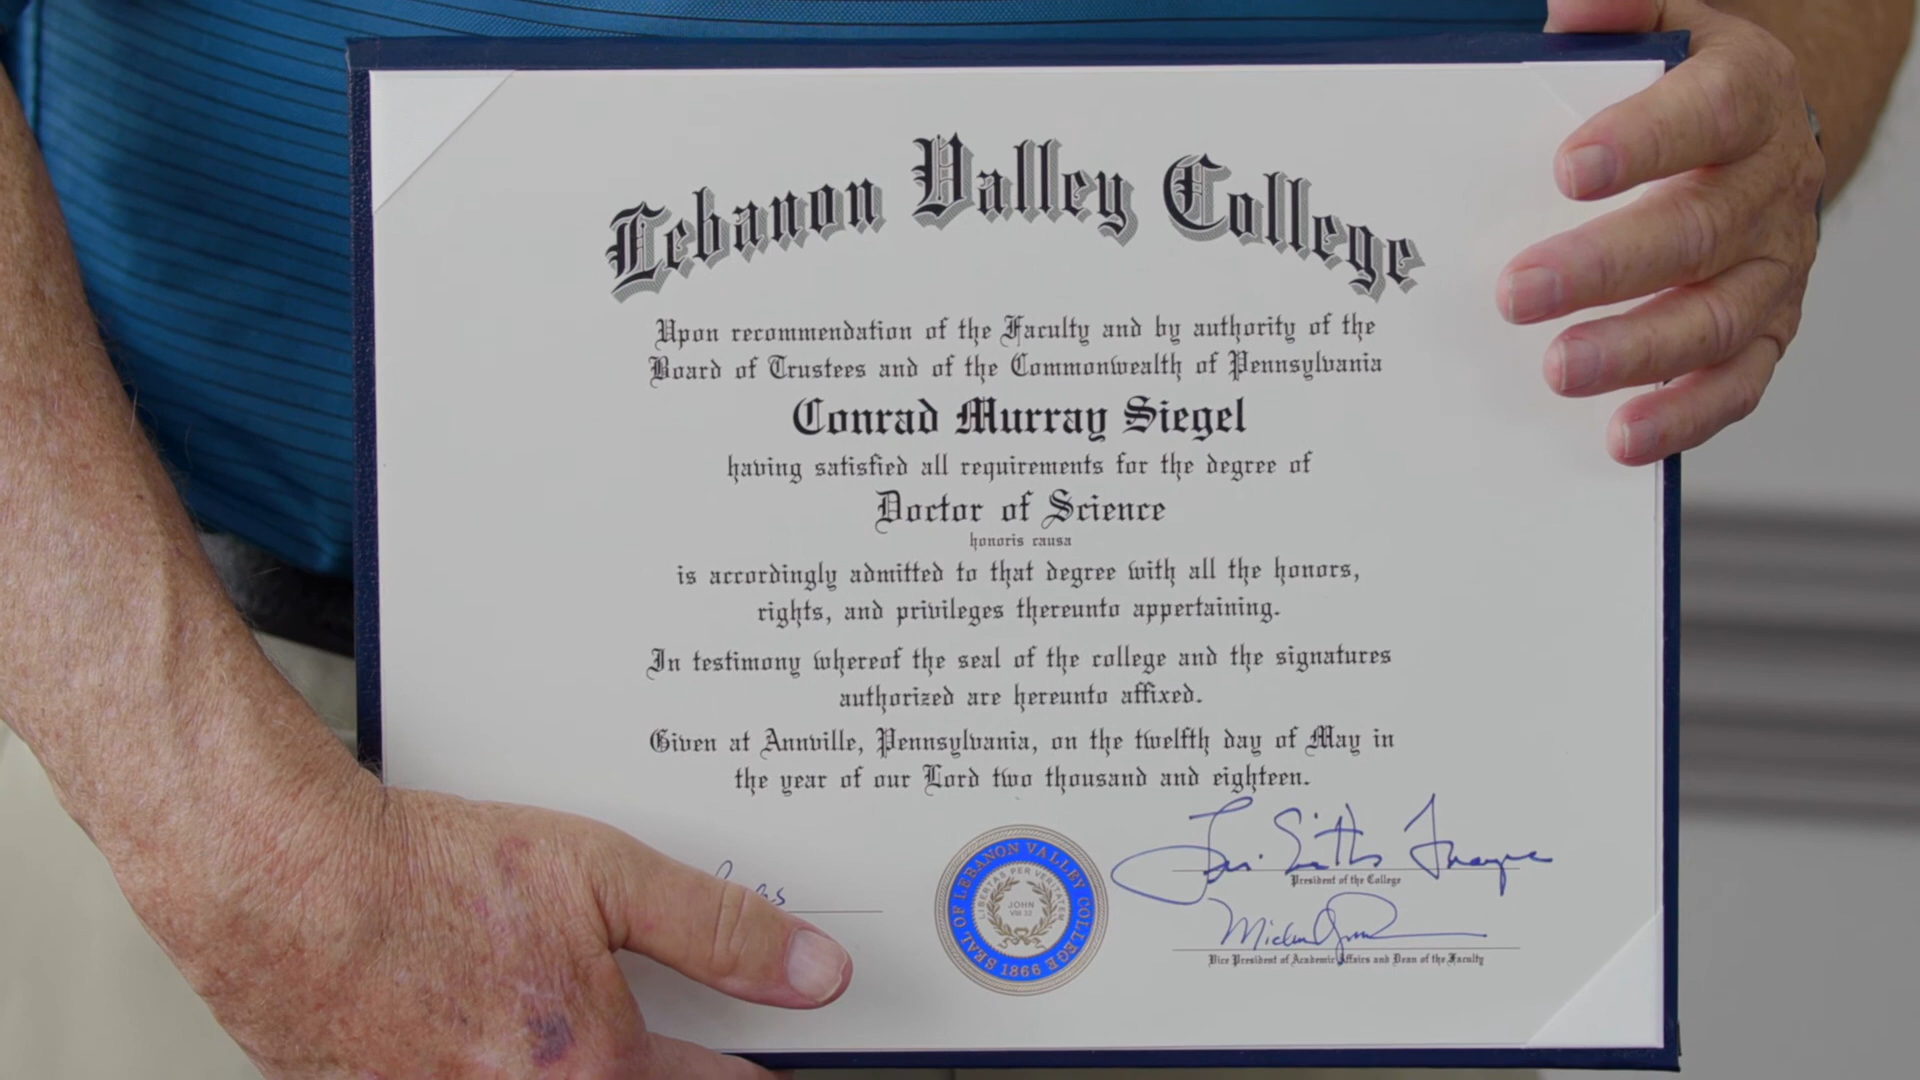 Lebanon Valley College
Upon recommendation of the Faculty and by authority of the
Board of Trustees and of the Commonwealth of Pennsylvania
Conrad Murray Siegel
having satisfied all requirements for the degree of
Doctor of Science
honoris causa
is accordingly admitted to that degree with all the honors,
rights, and privileges thereunto appertaining.
In testimony whereof the seal of the college and the signatures
authorized are hereunto affixed.
Given at Annville, Pennsylvania, on the twelfth day of May in
the year of our Lord two thousand and eighteen.
President of the College
Vice President of Academic Affairs and Dean of the Faculty
SEAL OF LEBANON VALLEY COLLEGE
LIBERTAS PER VERITATEM
JOHN
VIII 32
1866